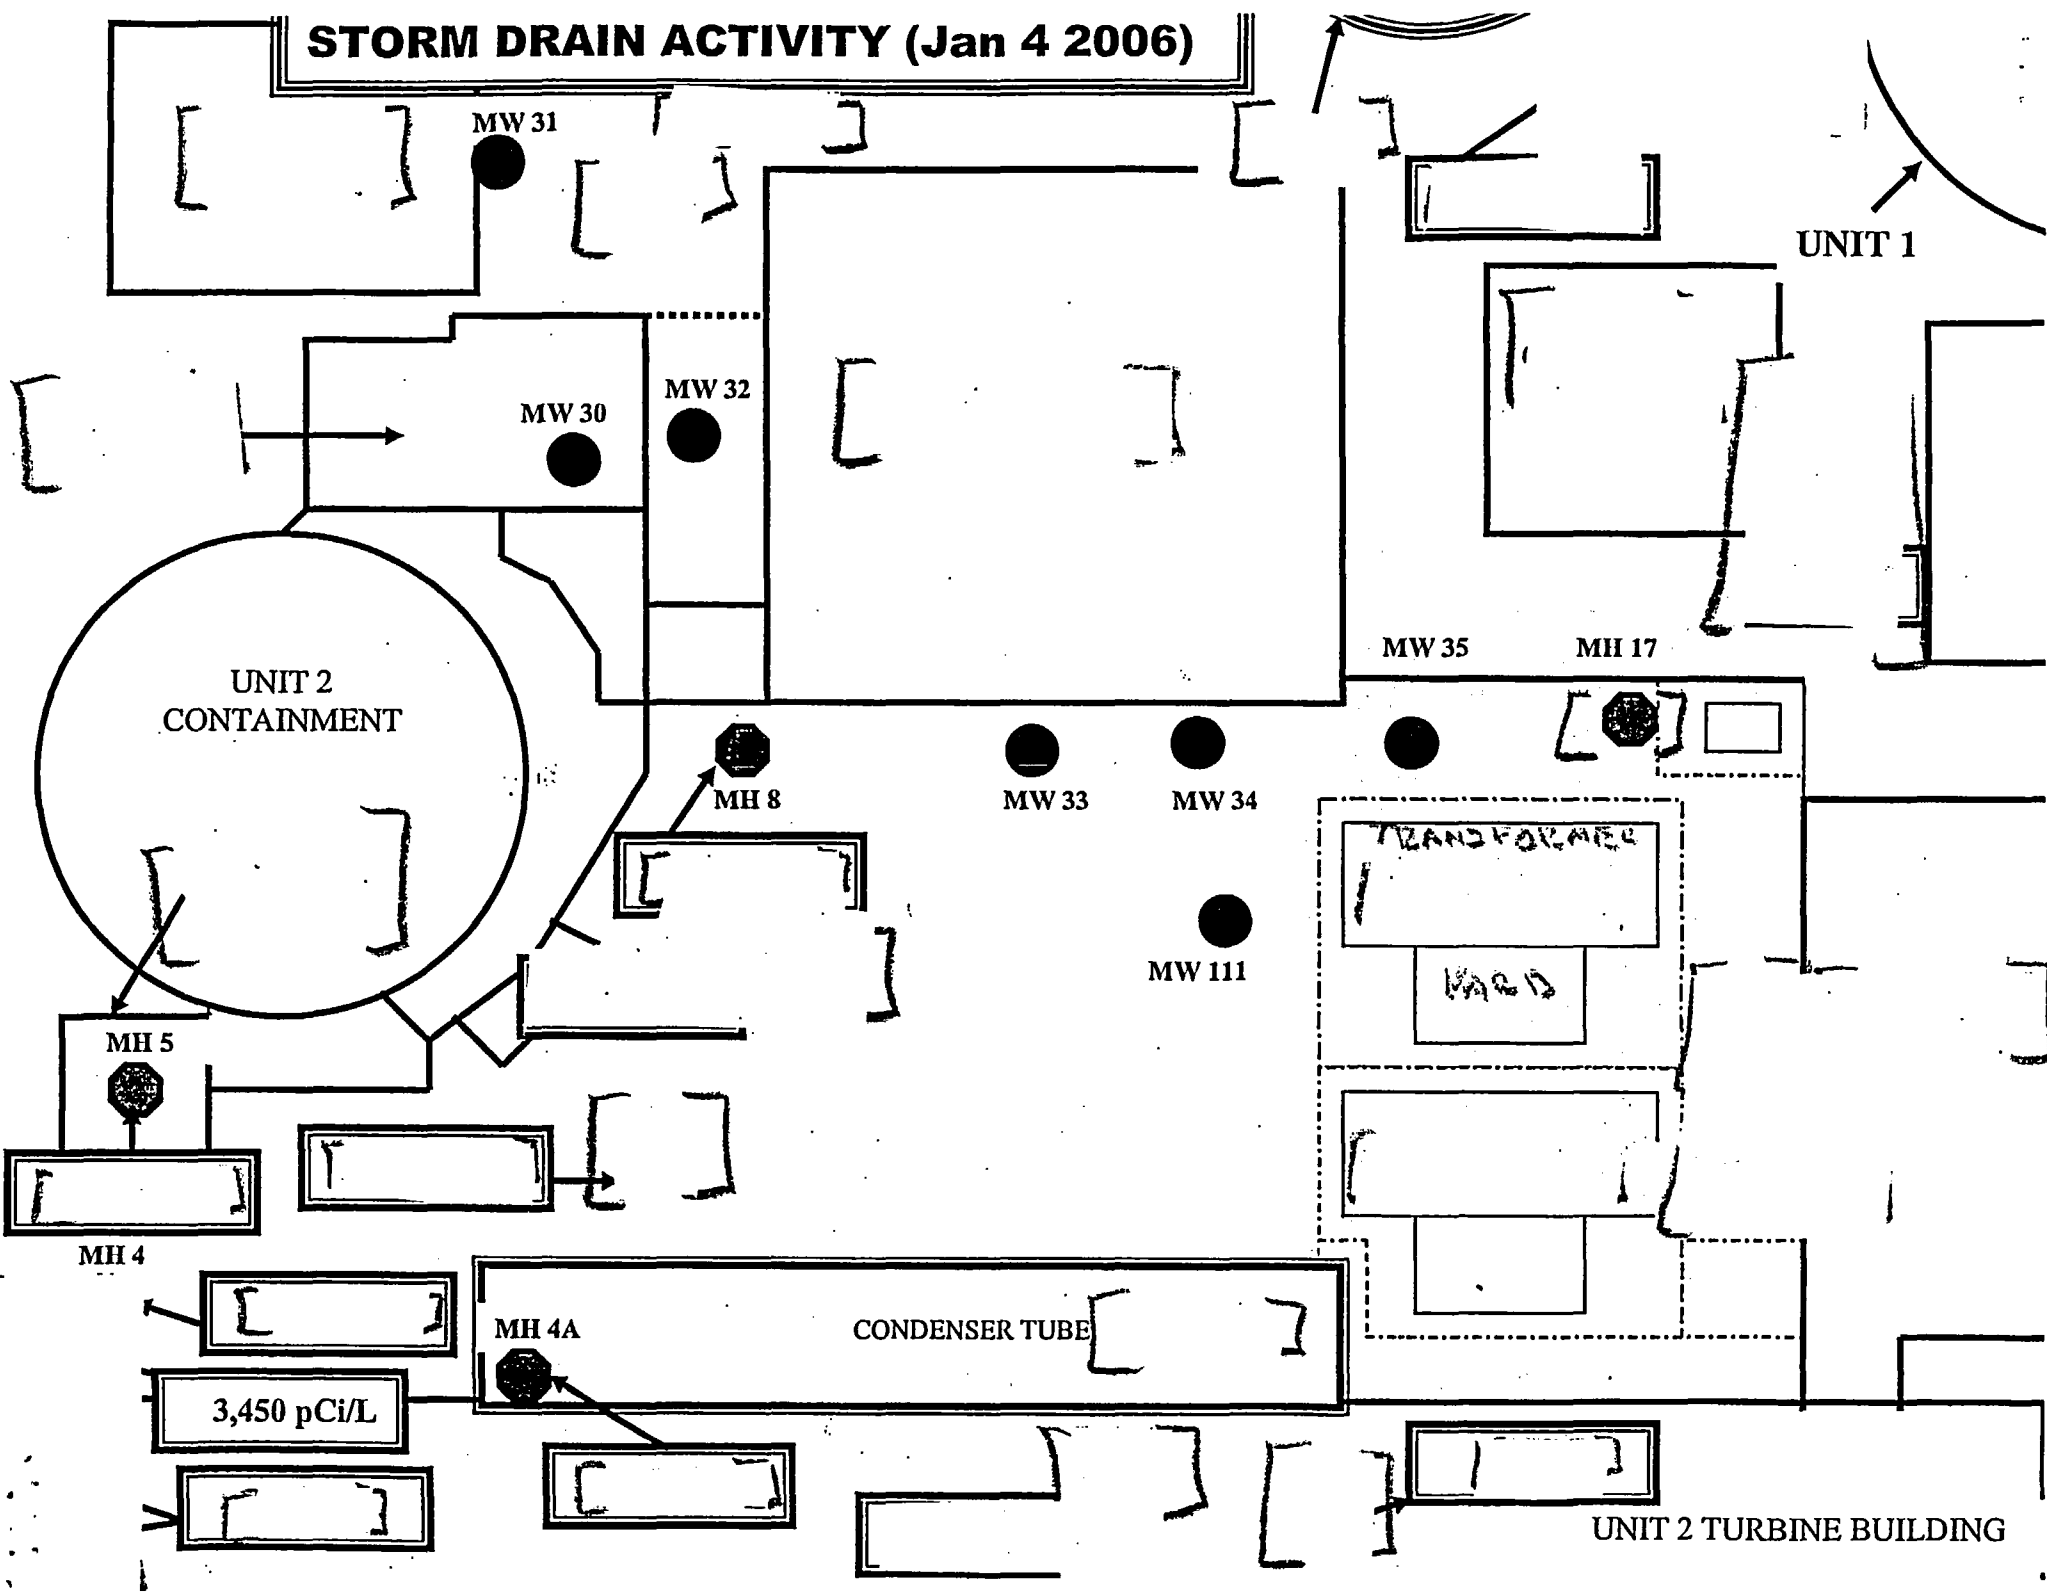 STORM DRAIN ACTIVITY (Jan 4 2006)
MW 31
UNIT 1
MW 32
MW 30
MW 35
MH 17
UNIT 2
CONTAINMENT
MH 8
MW 33
MW 34
TRANSFORMER
MW 111
YARD
MH 5
MH 4
MH 4A
CONDENSER TUBE
3,450 pCi/L
UNIT 2 TURBINE BUILDING